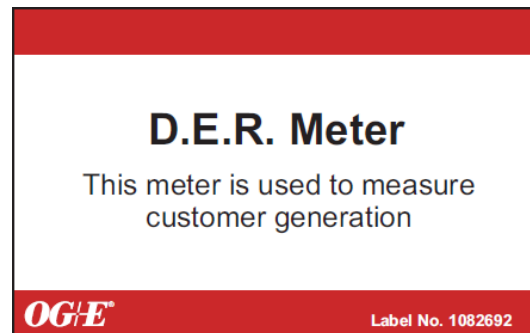 D.E.R. Meter
This meter is used to measure
customer generation
OG/E®
Label No. 1082692